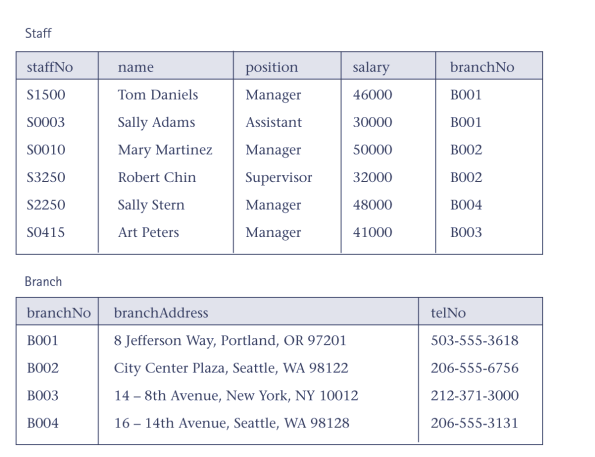 Staff
staffNo name position salary branchNo
S1500 Tom Daniels Manager 46000 B001
S0003 Sally Adams Assistant 30000 B001
S0010 Mary Martinez Manager 50000 B002
S3250 Robert Chin Supervisor 32000 B002
S2250 Sally Stern Manager 48000 B004
S0415 Art Peters Manager 41000 B003
Branch
branchNo branchAddress telNo
B001 8 Jefferson Way, Portland, OR 97201 503-555-3618
B002 City Center Plaza, Seattle, WA 98122 206-555-6756
B003 14 – 8th Avenue, New York, NY 10012 212-371-3000
B004 16 – 14th Avenue, Seattle, WA 98128 206-555-3131